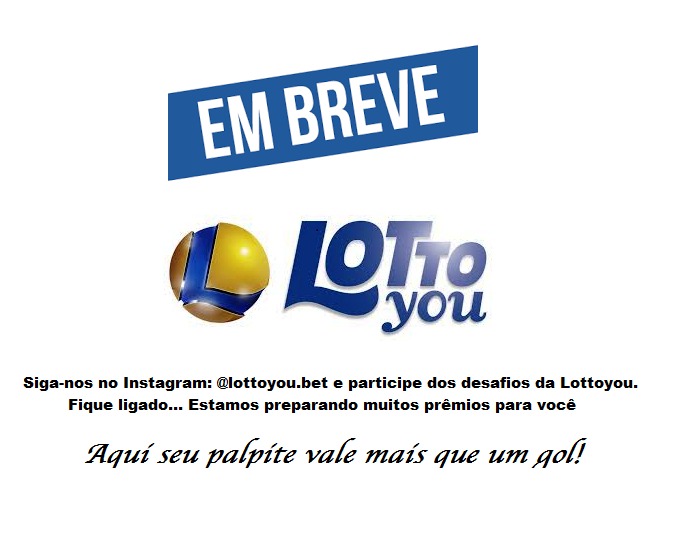 EM BREVE
LOTTO
you
Siga-nos no Instagram: @lottoyou.bet e participe dos desafios da Lottoyou.
Fique ligado... Estamos preparando muitos prêmios para você
Aqui seu palpite vale mais que um gol!